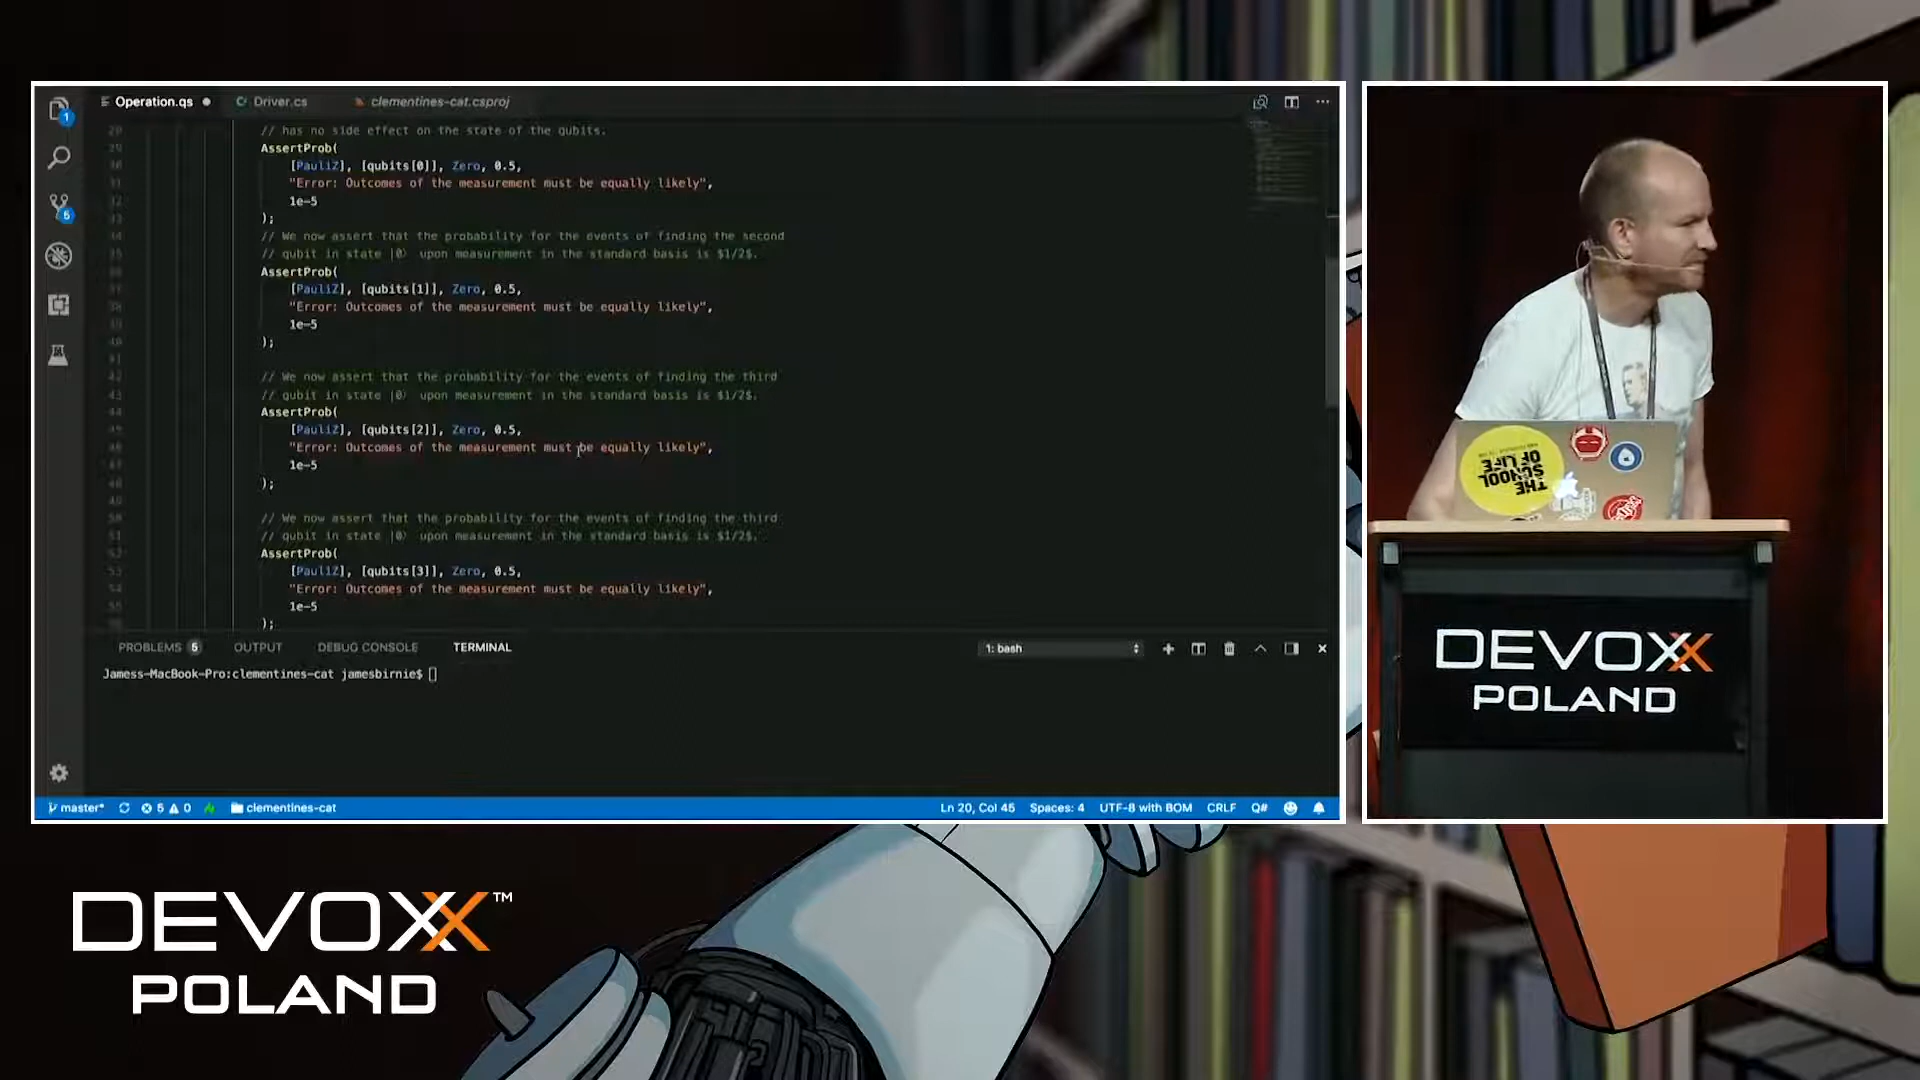 Operation.qs
Driver.cs
clementines-cat.csproj
1
5
// has no side effect on the state of the qubits.
AssertProb(
[PauliZ], [qubits[0]], Zero, 0.5,
"Error: Outcomes of the measurement must be equally likely",
1e-5
);
// We now assert that the probability for the events of finding the second
// qubit in state |0⟩ upon measurement in the standard basis is $1/2$.
AssertProb(
[PauliZ], [qubits[1]], Zero, 0.5,
"Error: Outcomes of the measurement must be equally likely",
1e-5
);
// We now assert that the probability for the events of finding the third
// qubit in state |0⟩ upon measurement in the standard basis is $1/2$.
AssertProb(
[PauliZ], [qubits[2]], Zero, 0.5,
"Error: Outcomes of the measurement must be equally likely",
1e-5
);
// We now assert that the probability for the events of finding the third
// qubit in state |0⟩ upon measurement in the standard basis is $1/2$.
AssertProb(
[PauliZ], [qubits[3]], Zero, 0.5,
"Error: Outcomes of the measurement must be equally likely",
1e-5
);
PROBLEMS 5 OUTPUT DEBUG CONSOLE TERMINAL 1: bash
Jamess-MacBook-Pro:clementines-cat jamesbirnie$
master* 5 0 clementines-cat Ln 20, Col 45 Spaces: 4 UTF-8 with BOM CRLF Q#
THE
SCHOOL
OF LIFE
DEVOXX
POLAND
DEVOXX™
POLAND